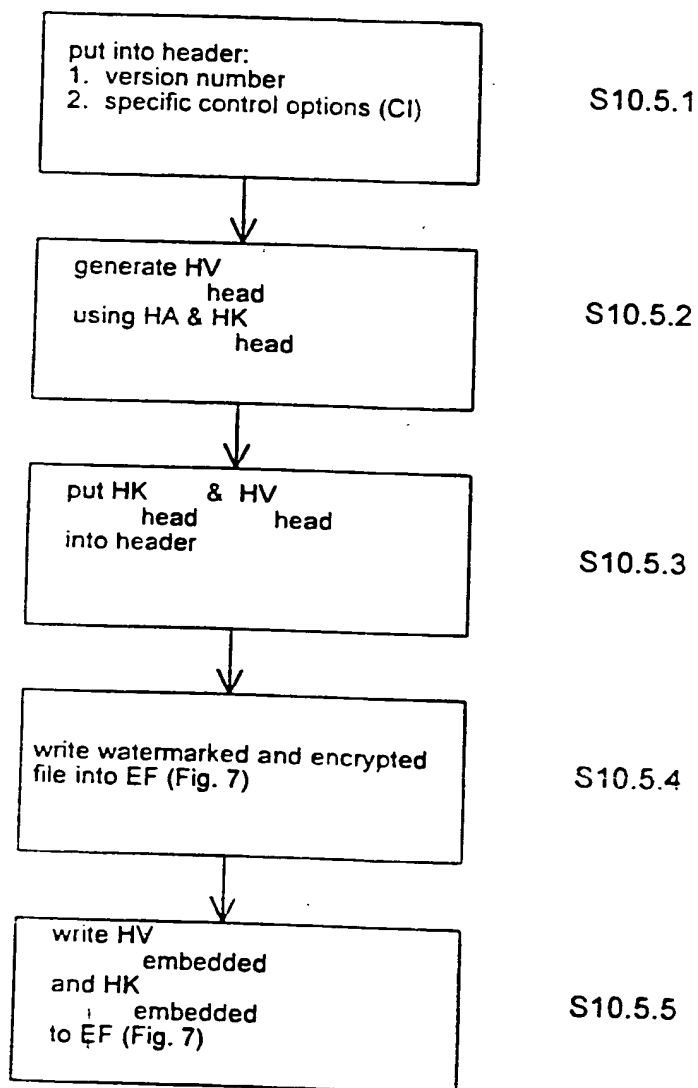 put into header:
1. version number
2. specific control options (CI)
S10.5.1
generate HV
head
using HA & HK
head
S10.5.2
put HK & HV
head head
into header
S10.5.3
write watermarked and encrypted
file into EF (Fig. 7)
S10.5.4
write HV
embedded
and HK
embedded
to EF (Fig. 7)
S10.5.5